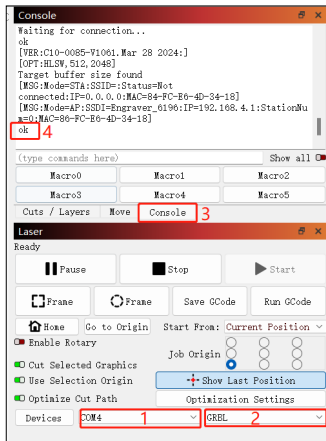 Console
Waiting for connection...
ok
[VER:C10-0085-V1061.Mar 28 2024:]
[OPT:HLSW,512,2048]
Target buffer size found
[MSG:Mode=STA:SSID=:Status=Not
connected:IP=0.0.0.0:MAC=84-FC-E6-4D-34-18]
[MSG:Mode=AP:SSDI=Engraver_6196:IP=192.168.4.1:StationNu
m=0:MAC=86-FC-E6-4D-34-18]
ok 4
(type commands here) Show all
Macro0 Macro1 Macro2
Macro3 Macro4 Macro5
Cuts / Layers Move Console 3
Laser
Ready
Pause Stop Start
Frame Frame Save GCode Run GCode
Home Go to Origin Start From: Current Position
Enable Rotary
Job Origin
Cut Selected Graphics
Use Selection Origin Show Last Position
Optimize Cut Path Optimization Settings
Devices COM4 1 GRBL 2